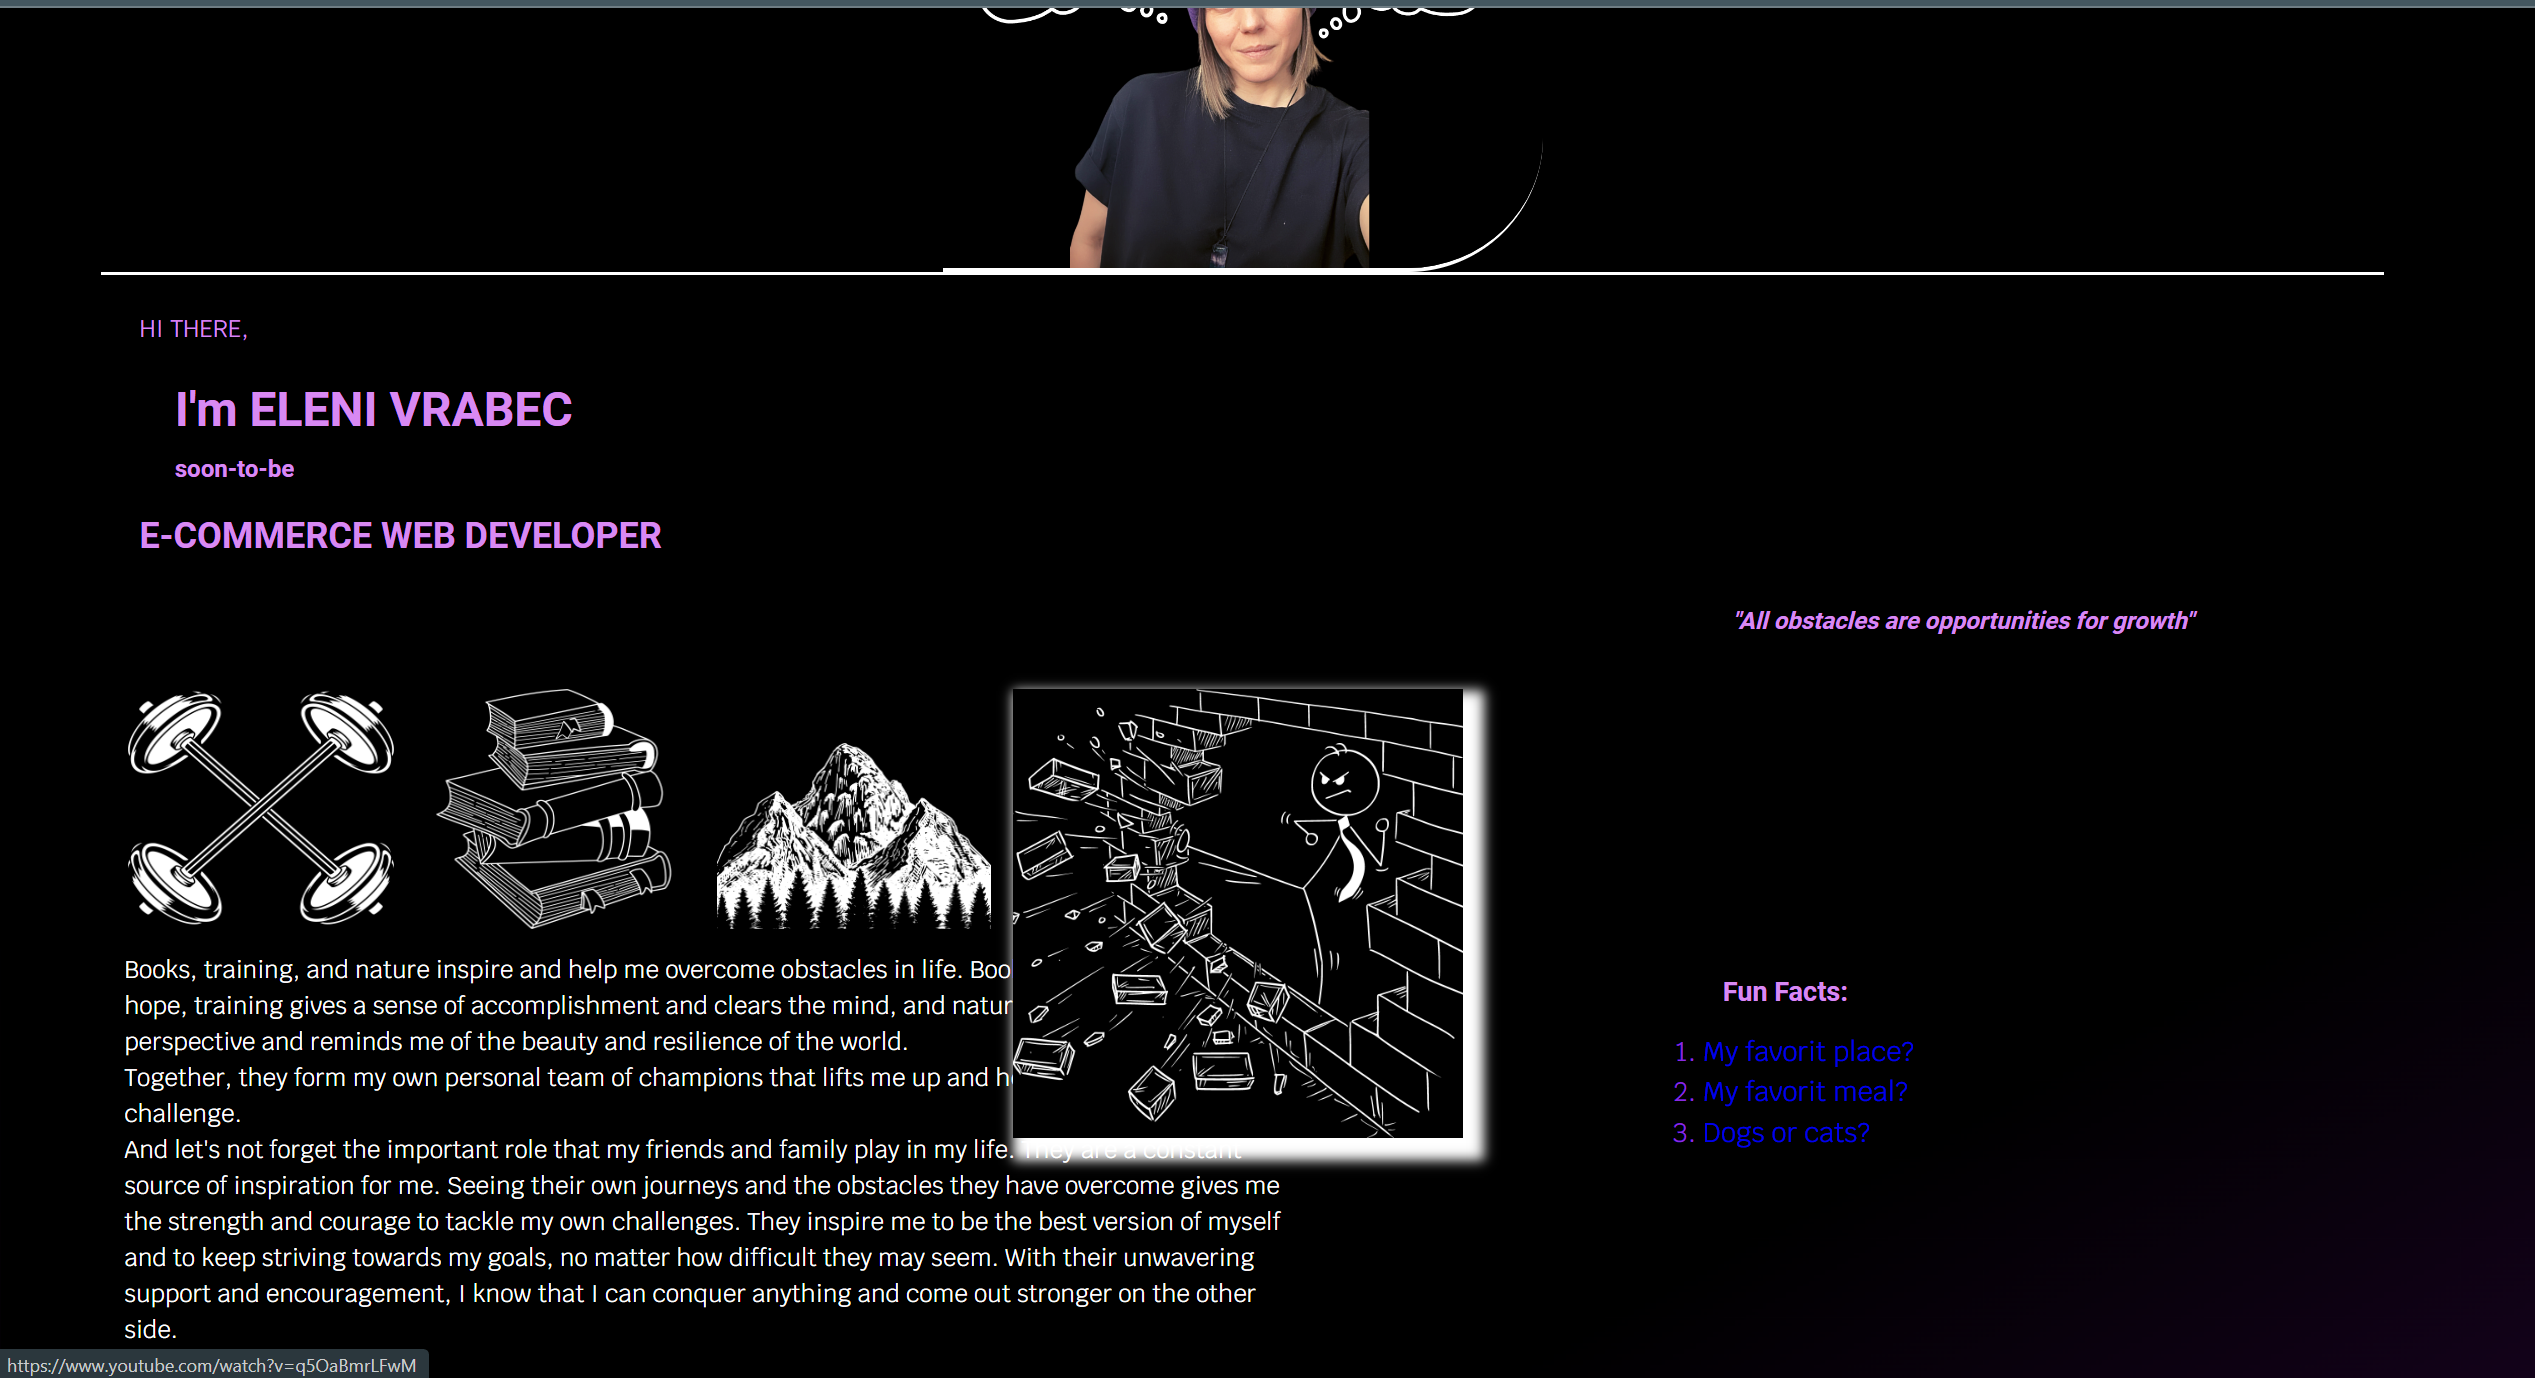 HI THERE,
I'm ELENI VRABEC
soon-to-be
E-COMMERCE WEB DEVELOPER
"All obstacles are opportunities for growth"
Books, training, and nature inspire and help me overcome obstacles in life.
hope, training gives a sense of accomplishment and clears the mind, and
perspective and reminds me of the beauty and resilience of the world.
Together, they form my own personal team of champions that lifts me up and
challenge.
And let's not forget the important role that my friends and family play in my life. They are a constant
source of inspiration for me. Seeing their own journeys and the obstacles they have overcome gives me
the strength and courage to tackle my own challenges. They inspire me to be the best version of myself
and to keep striving towards my goals, no matter how difficult they may seem. With their unwavering
support and encouragement, I know that I can conquer anything and come out stronger on the other
side.
Fun Facts:
1. My favorit place?
2. My favorit meal?
3. Dogs or cats?
https://www.youtube.com/watch?v=q5OaBmrLFwM